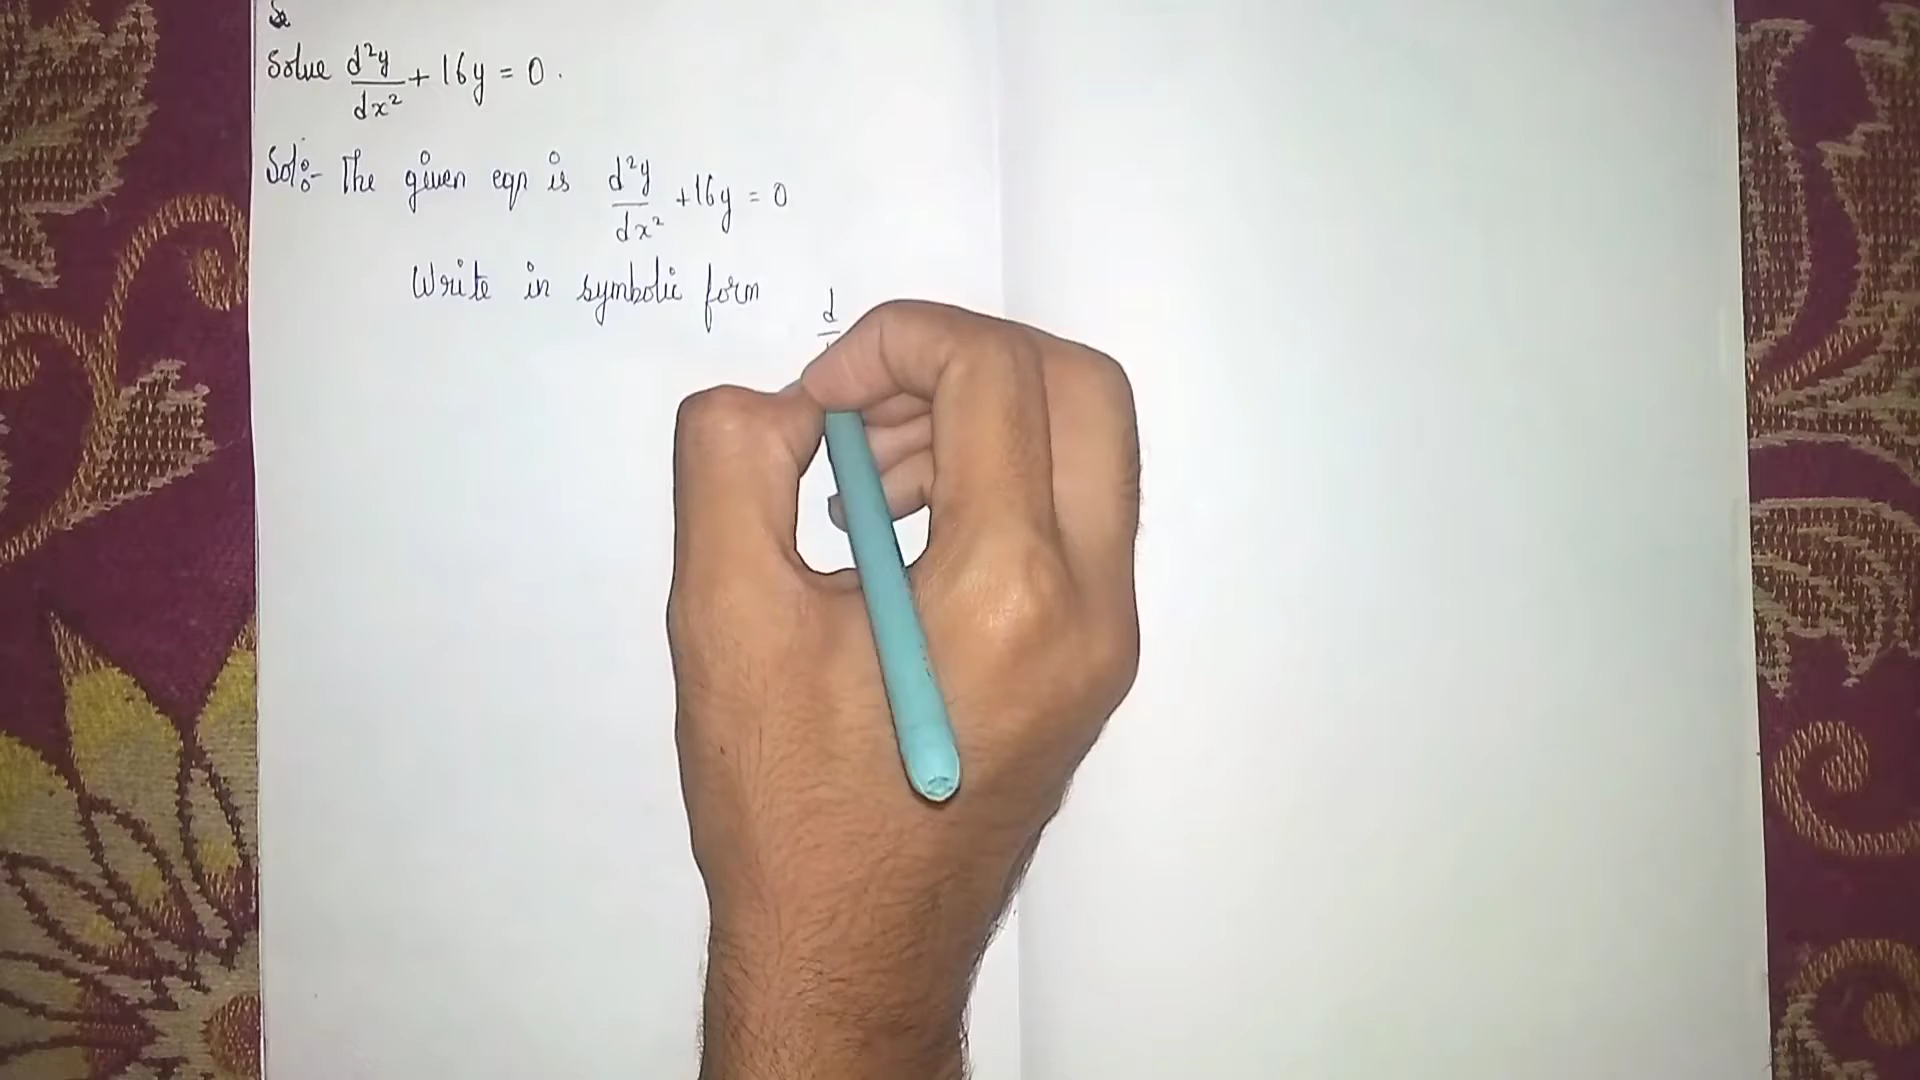 Solve d²y/dx² + 16y = 0.
Sol:- The given eqn is d²y/dx² + 16y = 0
Write in symbolic form d